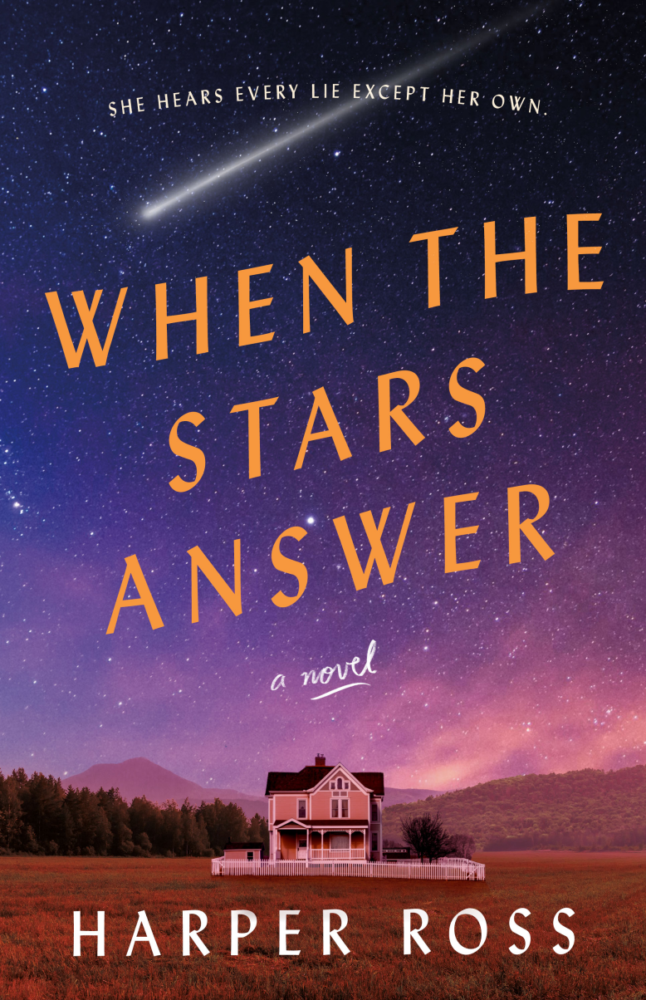 SHE HEARS EVERY LIE EXCEPT HER OWN.
WHEN THE
STARS
ANSWER
a novel
HARPER ROSS